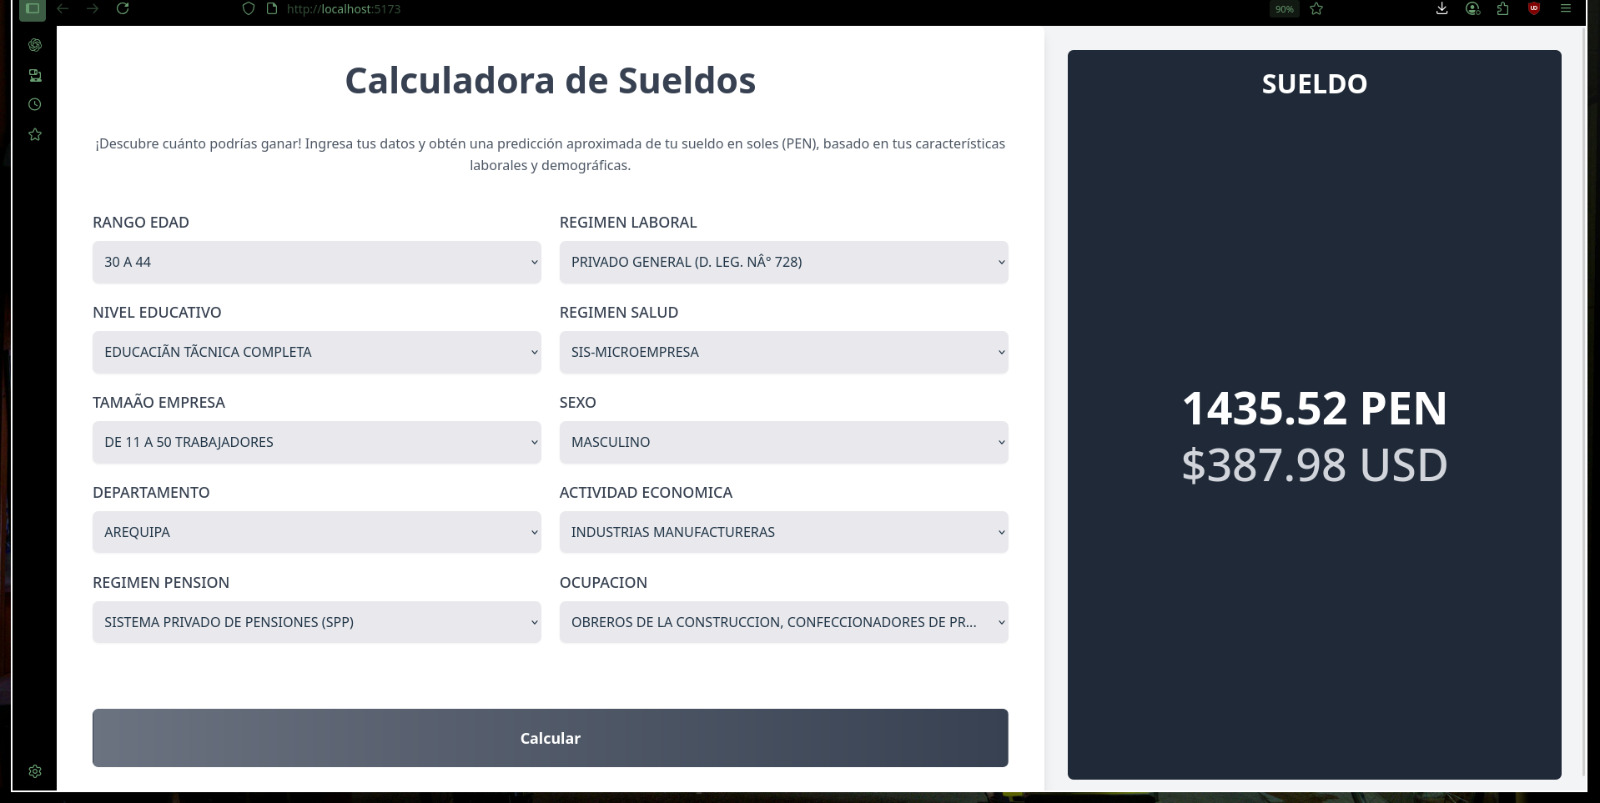 http://localhost:5173
90%
Calculadora de Sueldos
¡Descubre cuánto podrías ganar! Ingresa tus datos y obtén una predicción aproximada de tu sueldo en soles (PEN), basado en tus características
laborales y demográficas.
RANGO EDAD
30 A 44
REGIMEN LABORAL
PRIVADO GENERAL (D. LEG. NÂ° 728)
NIVEL EDUCATIVO
EDUCACIÃN TÃCNICA COMPLETA
REGIMEN SALUD
SIS-MICROEMPRESA
TAMAÃO EMPRESA
DE 11 A 50 TRABAJADORES
SEXO
MASCULINO
DEPARTAMENTO
AREQUIPA
ACTIVIDAD ECONOMICA
INDUSTRIAS MANUFACTURERAS
REGIMEN PENSION
SISTEMA PRIVADO DE PENSIONES (SPP)
OCUPACION
OBREROS DE LA CONSTRUCCION, CONFECCIONADORES DE PR...
Calcular
SUELDO
1435.52 PEN
$387.98 USD